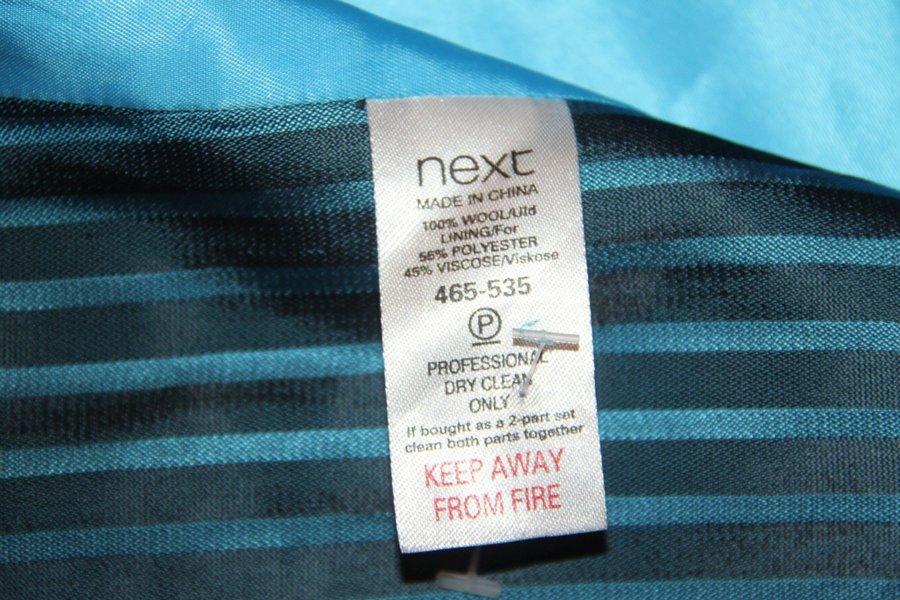 next
MADE IN CHINA
100% WOOL/Uld
LINING/For
55% POLYESTER
45% VISCOSE/Viskose
465-535
P
PROFESSIONAL
DRY CLEAN
ONLY
If bought as a 2-part set
clean both parts together
KEEP AWAY
FROM FIRE